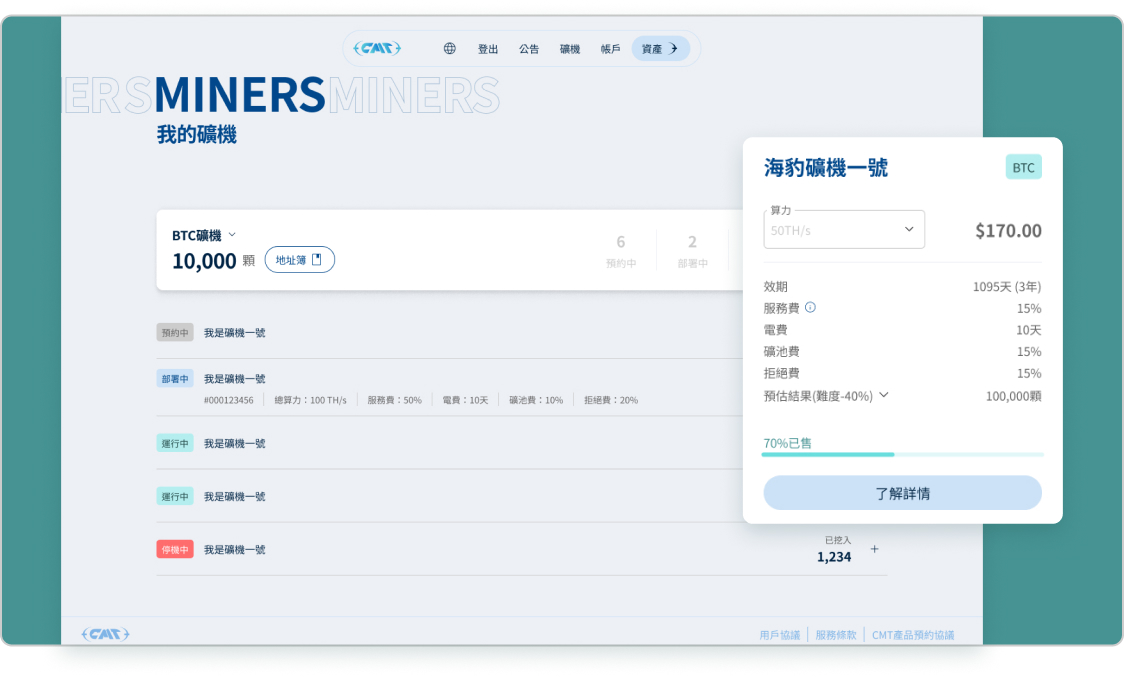 CMT 登出 公告 礦機 帳戶 資產
ERSMINERSMINERS
我的礦機
海豹礦機一號 BTC
算力
50TH/s $170.00
BTC礦機
10,000 顆 地址簿
6 2
預約中 部署中
效期 1095天 (3年)
服務費 15%
電費 10天
礦池費 15%
拒絕費 15%
預估結果(難度-40%) 100,000顆
70%已售
了解詳情
預約中 我是礦機一號
部署中 我是礦機一號
#000123456 總算力：100 TH/s 服務費：50% 電費：10天 礦池費：10% 拒絕費：20%
運行中 我是礦機一號
運行中 我是礦機一號
停機中 我是礦機一號
已挖入
1,234
CMT 用戶協議 服務條款 CMT產品預約協議